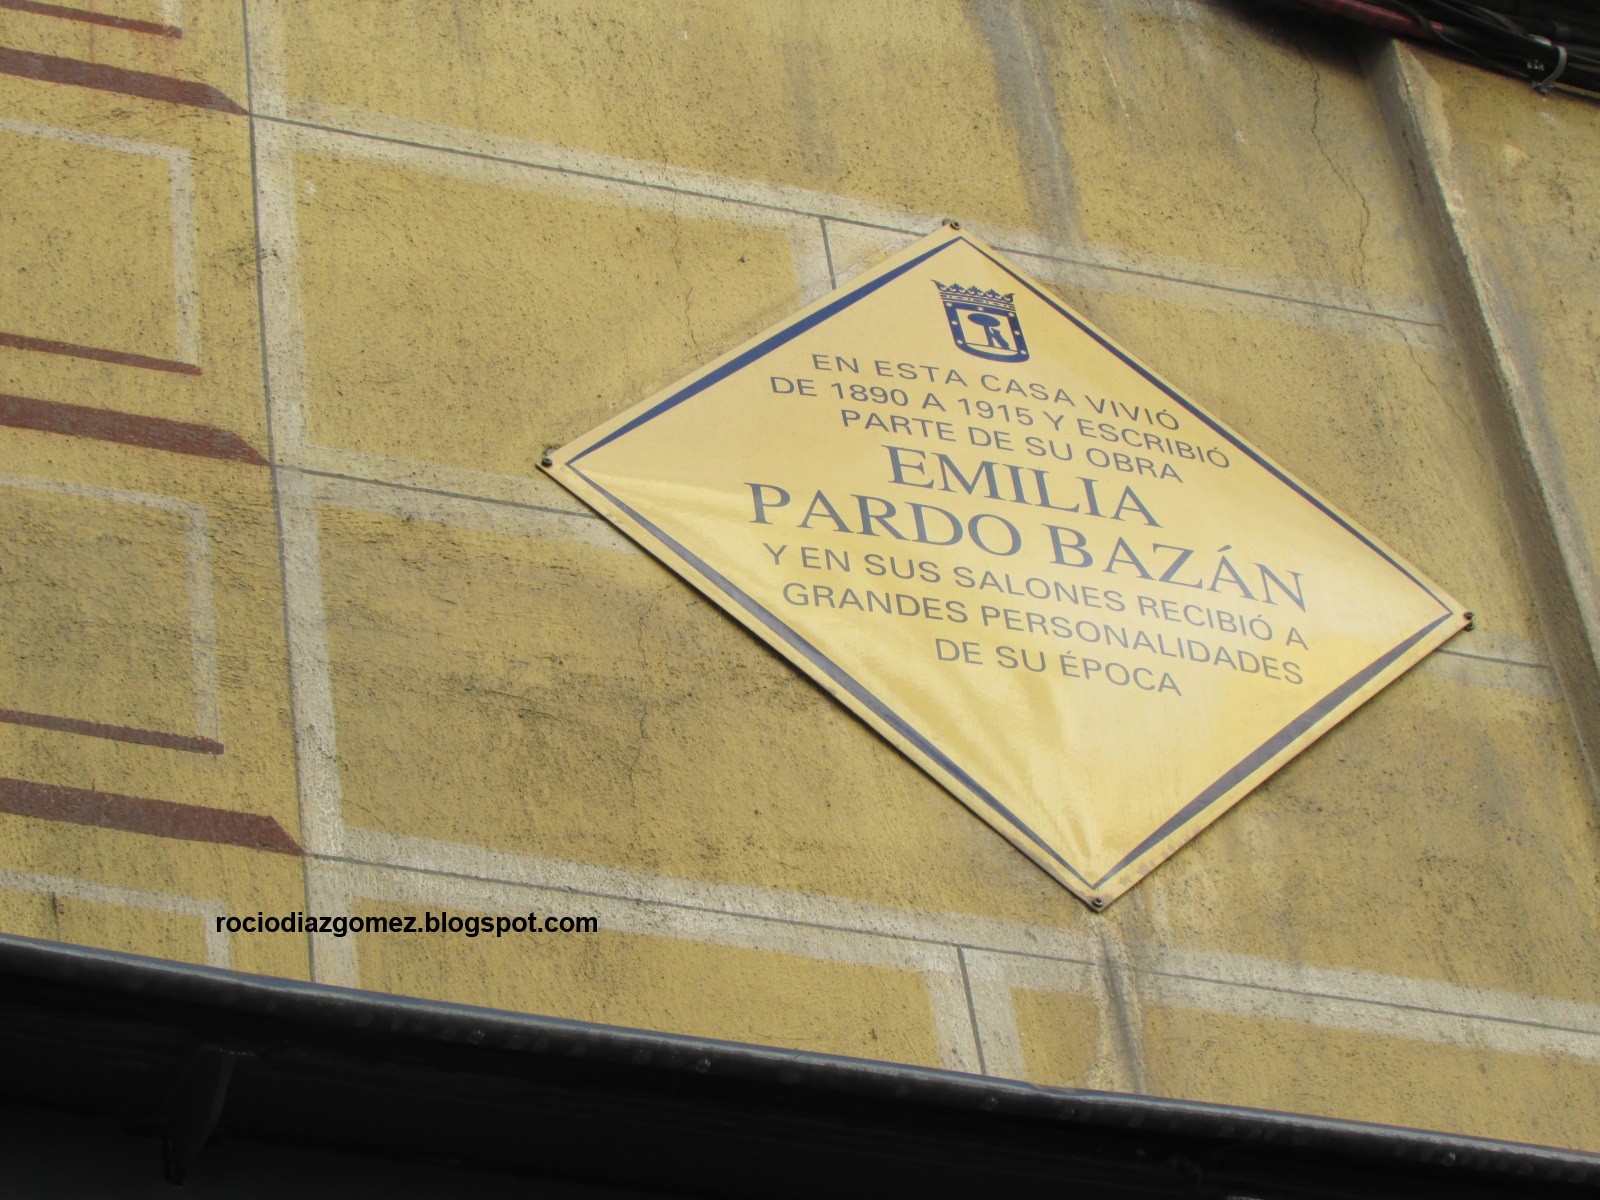 EN ESTA CASA VIVIÓ
DE 1890 A 1915 Y ESCRIBIÓ
PARTE DE SU OBRA
EMILIA
PARDO BAZÁN
Y EN SUS SALONES RECIBIÓ A
GRANDES PERSONALIDADES
DE SU ÉPOCA
rociodiazgomez.blogspot.com